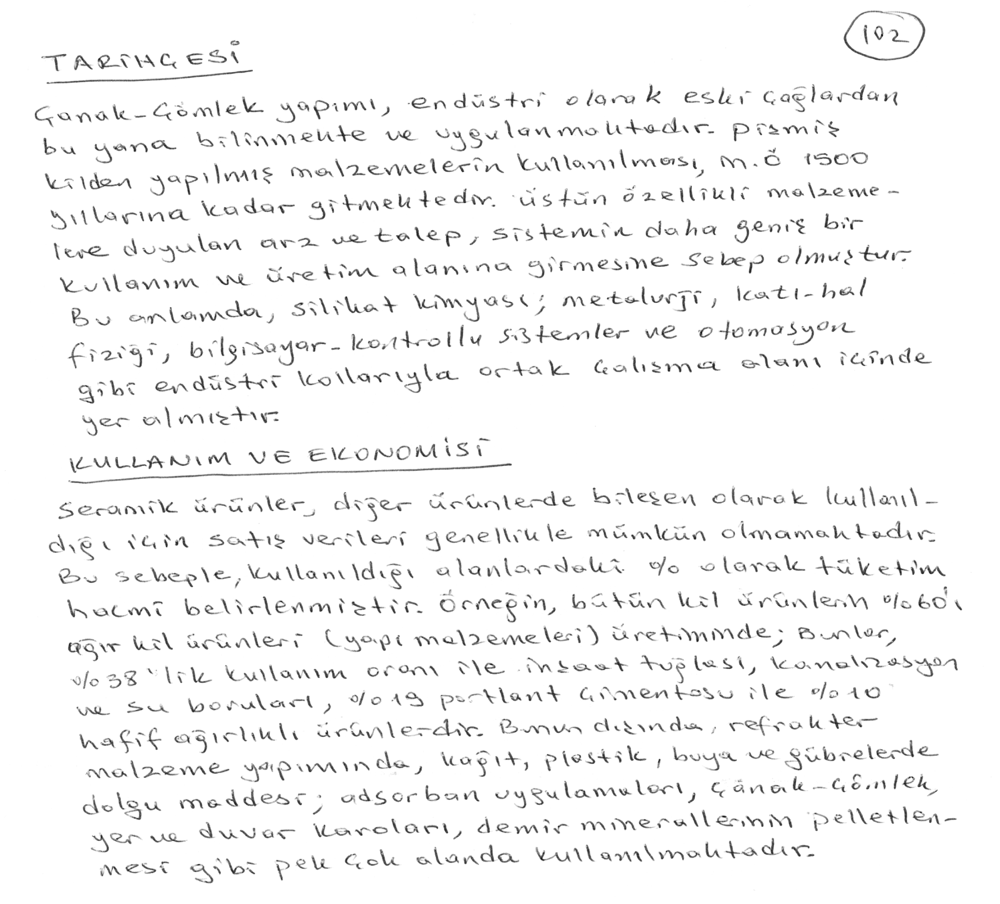 102
TARİHÇESİ
Çanak-Çömlek yapımı, endüstri olarak eski çağlardan
bu yana bilinmekte ve uygulanmaktadır. pişmiş
kilden yapılmış malzemelerin kullanılması, M.Ö 1500
yıllarına kadar gitmektedir. üstün özellikli malzeme-
lere duyulan arz ve talep, sistemin daha geniş bir
kullanım ve üretim alanına girmesine sebep olmuştur.
Bu anlamda, silikat kimyası; metalurji, katı-hal
fiziği, bilgisayar-kontrollu sistemler ve otomasyon
gibi endüstri kollarıyla ortak çalışma alanı içinde
yer almıştır.
KULLANIM VE EKONOMİSİ
Seramik ürünler, diğer ürünlerde bileşen olarak kullanıl-
dığı için satış verileri genellikle mümkün olmamaktadır.
Bu sebeple, kullanıldığı alanlardaki % olarak tüketim
hacmi belirlenmiştir. Örneğin, bütün kil ürünlerin %60'ı
ağır kil ürünleri (yapı malzemeleri) üretiminde; Bunlar,
%38'lik kullanım oranı ile inşaat tuğlası, kanalizasyon
ve su boruları, %19 portlant çimentosu ile %10
hafif ağırlıklı ürünlerdir. Bunun dışında, refrakter
malzeme yapımında, kağıt, plastik, boya ve gübrelerde
dolgu maddesi; adsorban uygulamaları, çanak-çömlek,
yer ve duvar karoları, demir minerallerinin pelletlen-
mesi gibi pek çok alanda kullanılmaktadır.